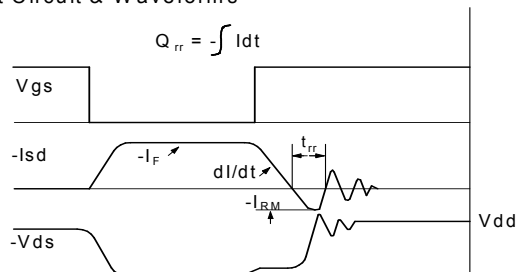 t Circuit & Waveforms
Q rr = -∫ Idt
Vgs
-Isd
-I F
dI/dt
t rr
-I RM
Vdd
-Vds